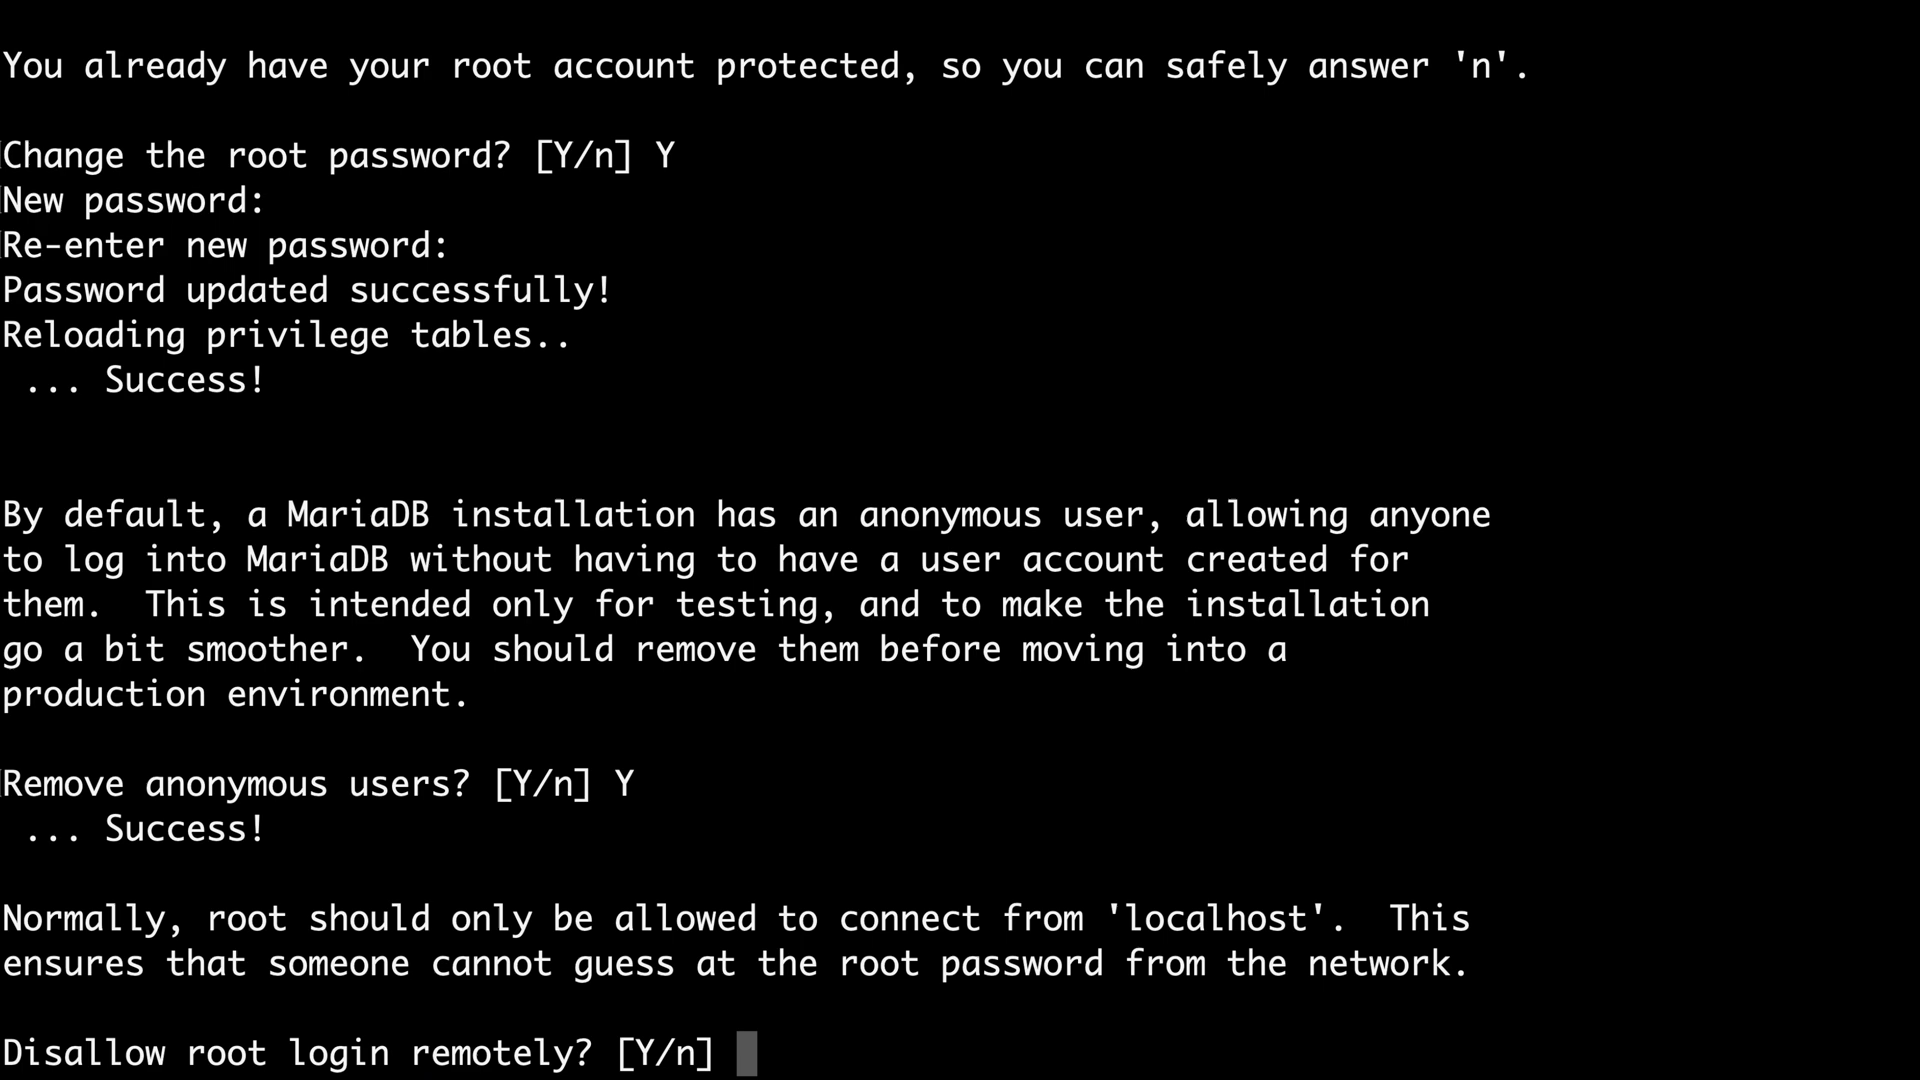 You already have your root account protected, so you can safely answer 'n'.
Change the root password? [Y/n] Y
New password:
Re-enter new password:
Password updated successfully!
Reloading privilege tables..
 ... Success!
By default, a MariaDB installation has an anonymous user, allowing anyone
to log into MariaDB without having to have a user account created for
them.  This is intended only for testing, and to make the installation
go a bit smoother.  You should remove them before moving into a
production environment.
Remove anonymous users? [Y/n] Y
 ... Success!
Normally, root should only be allowed to connect from 'localhost'.  This
ensures that someone cannot guess at the root password from the network.
Disallow root login remotely? [Y/n]